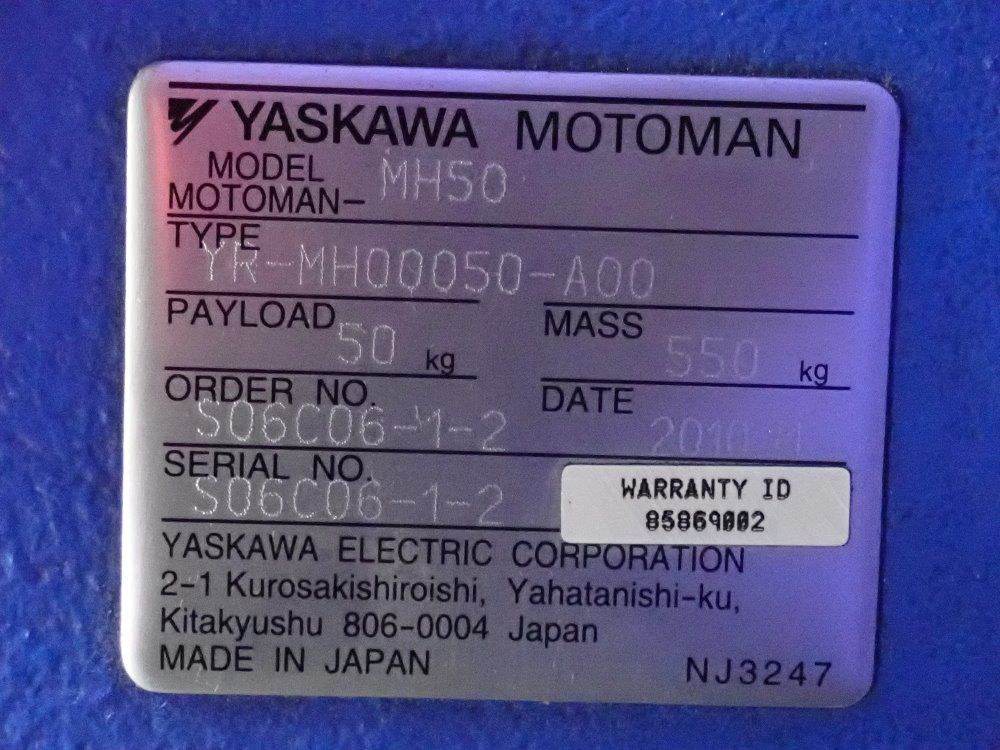 YASKAWA MOTOMAN
MODEL
MOTOMAN- MH50
TYPE
YR-MH00050-A00
PAYLOAD 50 kg
MASS 550 kg
ORDER NO. S06C06-1-2
DATE
SERIAL NO. S06C06-1-2
WARRANTY ID
85869002
YASKAWA ELECTRIC CORPORATION
2-1 Kurosakishiroishi, Yahatanishi-ku,
Kitakyushu 806-0004 Japan
MADE IN JAPAN
NJ3247